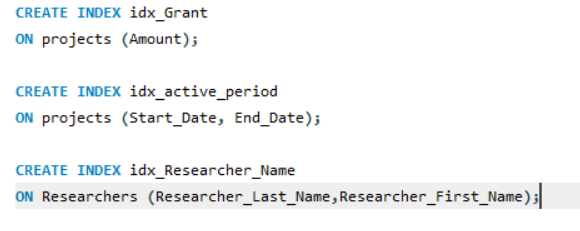 CREATE INDEX idx_Grant
ON projects (Amount);
CREATE INDEX idx_active_period
ON projects (Start_Date, End_Date);
CREATE INDEX idx_Researcher_Name
ON Researchers (Researcher_Last_Name,Researcher_First_Name);